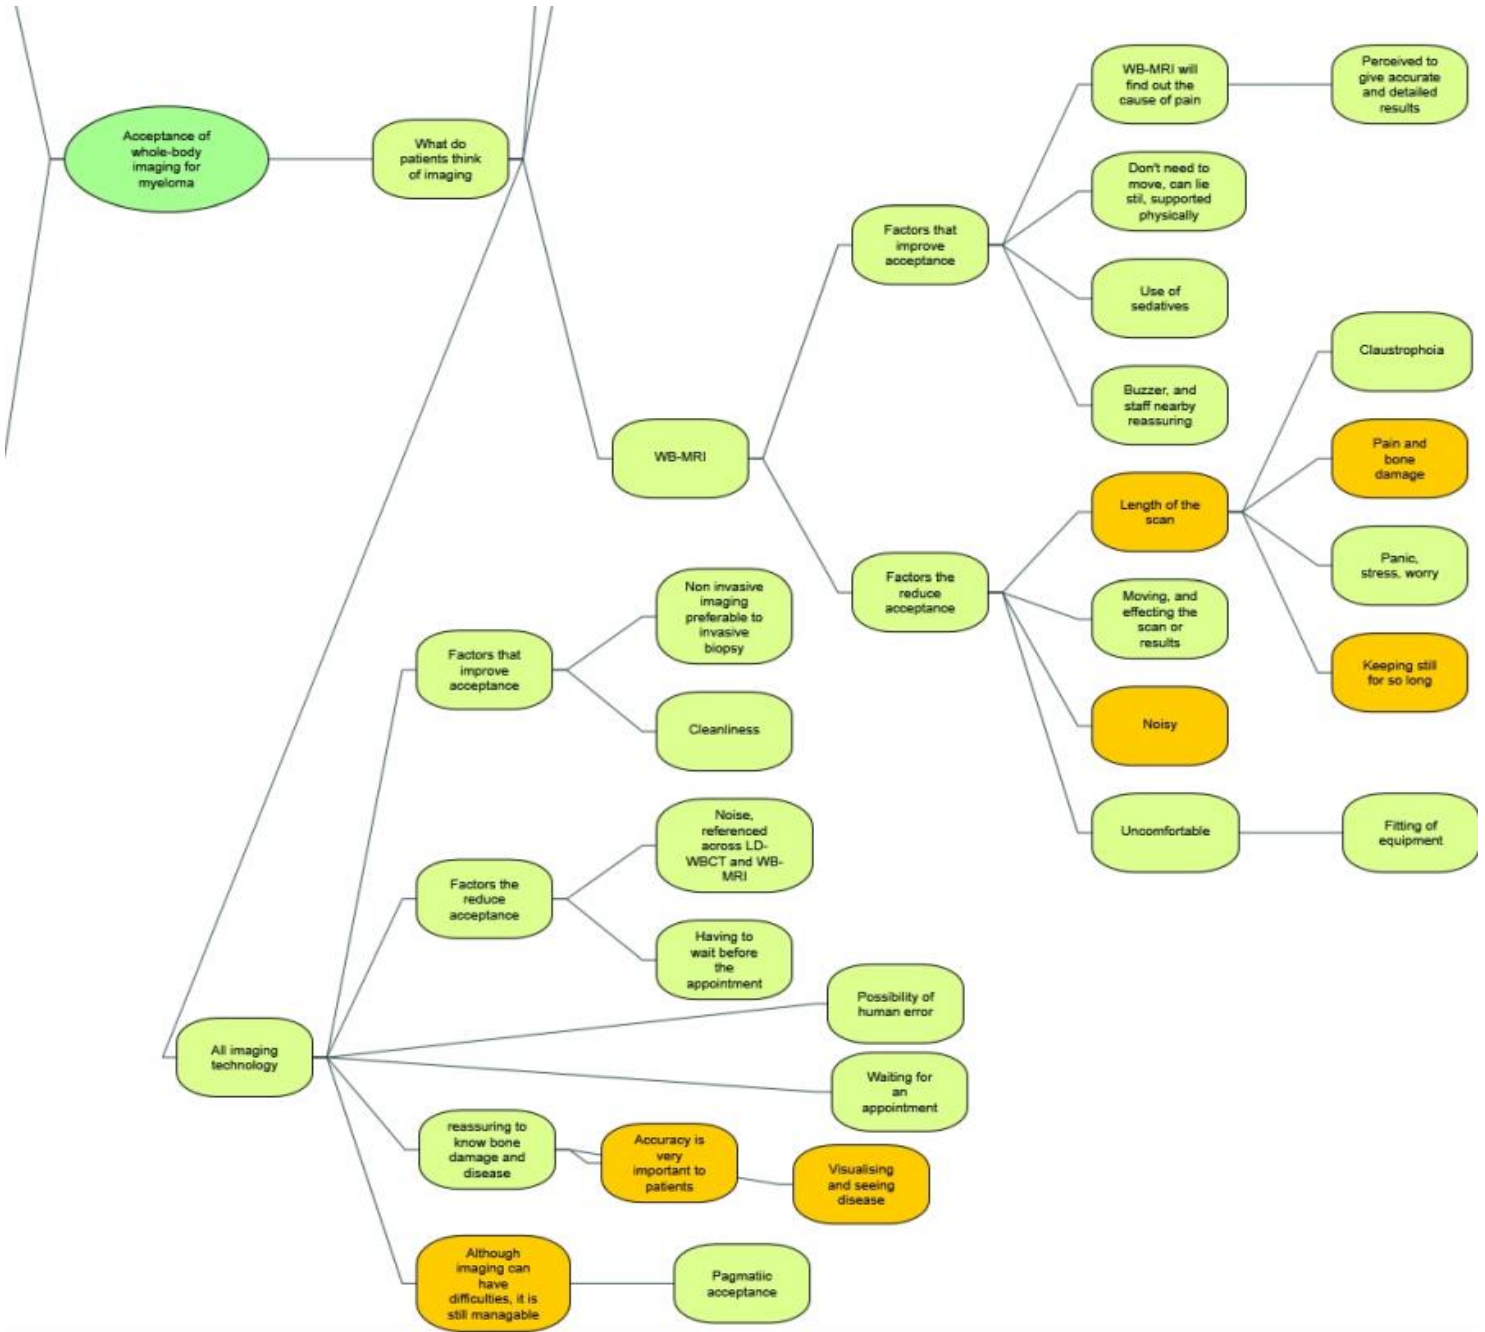 Acceptance of
whole-body
imaging for
myeloma
What do
patients think
of imaging
WB-MRI
Factors that
improve
acceptance
WB-MRI will
find out the
cause of pain
Perceived to
give accurate
and detailed
results
Don't need to
move, can lie
stil, supported
physically
Use of
sedatives
Buzzer, and
staff nearby
reassuring
Factors the
reduce
acceptance
Length of the
scan
Claustrophoia
Pain and
bone
damage
Panic,
stress, worry
Keeping still
for so long
Moving, and
effecting the
scan or
results
Noisy
Uncomfortable
Fitting of
equipment
All imaging
technology
Factors that
improve
acceptance
Non invasive
imaging
preferable to
invasive
biopsy
Cleanliness
Factors the
reduce
acceptance
Noise,
referenced
across LD-
WBCT and WB-
MRI
Having to
wait before
the
appointment
Possibility of
human error
Waiting for
an
appointment
reassuring to
know bone
damage and
disease
Accuracy is
very
important to
patients
Visualising
and seeing
disease
Although
imaging can
have
difficulties, it is
still managable
Pagmatiic
acceptance